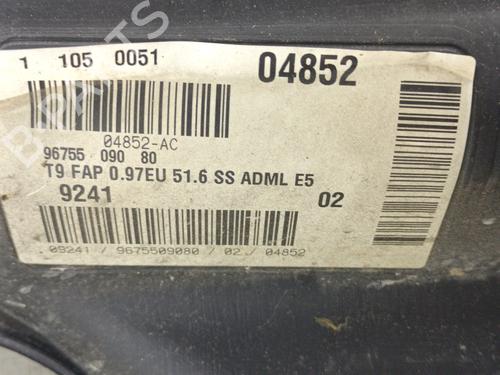 1 105 0051 04852
04852-AC
96755 090 80
T9 FAP 0.97EU 51.6 SS ADML E5
9241 02
09241 / 9675509080 / 02 / 04852
B-PARTS